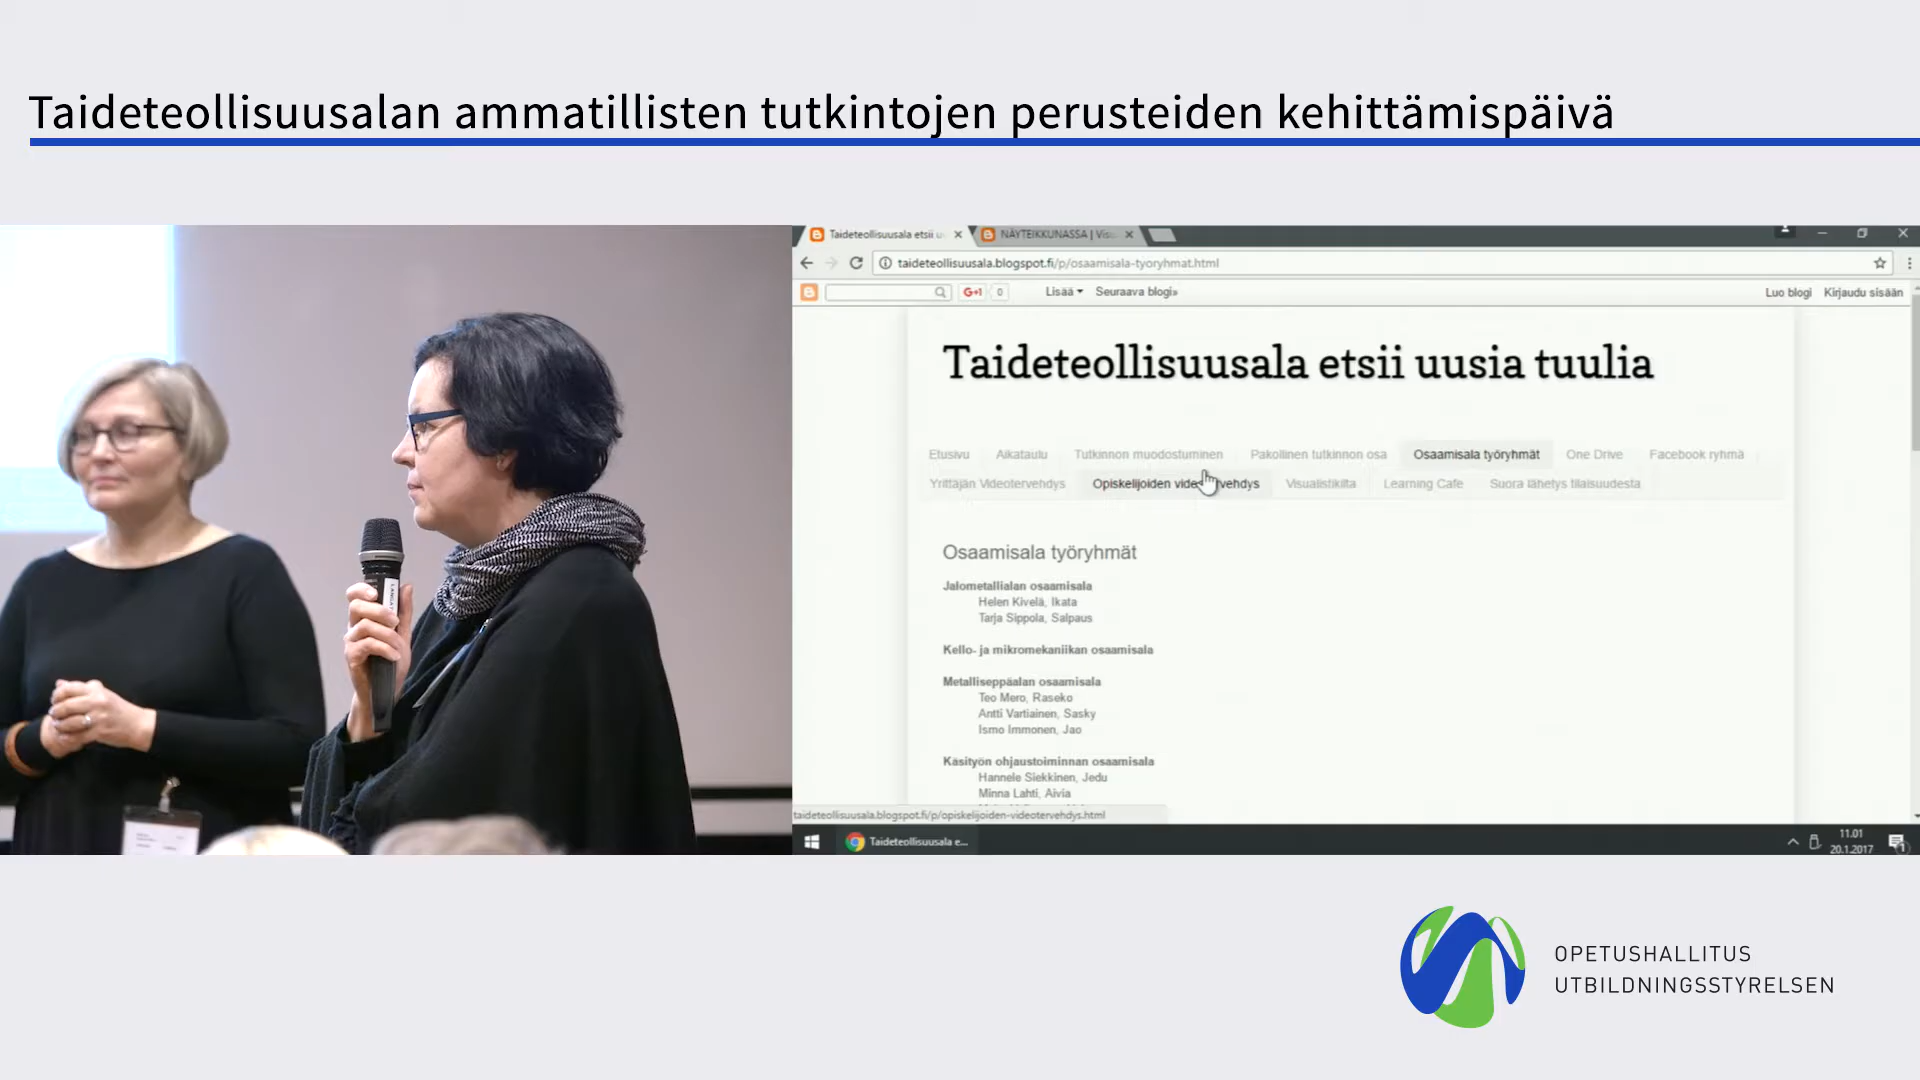 Taideteollisuusalan ammatillisten tutkintojen perusteiden kehittämispäivä
Taideteollisuusala etsii u
NÄYTEIKKUNASSA | Visu
taideteollisuusala.blogspot.fi/p/osaamisala-tyoryhmat.html
G+1 0 Lisää Seuraava blogi» Luo blogi Kirjaudu sisään
Taideteollisuusala etsii uusia tuulia
Etusivu Aikataulu Tutkinnon muodostuminen Pakollinen tutkinnon osa Osaamisala työryhmät One Drive Facebook ryhmä
Yrittäjän Videotervehdys Opiskelijoiden videotervehdys Visualistikilta Learning Cafe Suora lähetys tilaisuudesta
Osaamisala työryhmät
Jalometallialan osaamisala
Helen Kivelä, Ikata
Tarja Sippola, Salpaus
Kello- ja mikromekaniikan osaamisala
Metalliseppäalan osaamisala
Teo Mero, Raseko
Antti Vartiainen, Sasky
Ismo Immonen, Jao
Käsityön ohjaustoiminnan osaamisala
Hannele Siekkinen, Jedu
Minna Lahti, Aivia
taideteollisuusala.blogspot.fi/p/opiskelijoiden-videotervehdys.html
Taideteollisuusala e...
11.01
20.1.2017
1
OPETUSHALLITUS
UTBILDNINGSSTYRELSEN